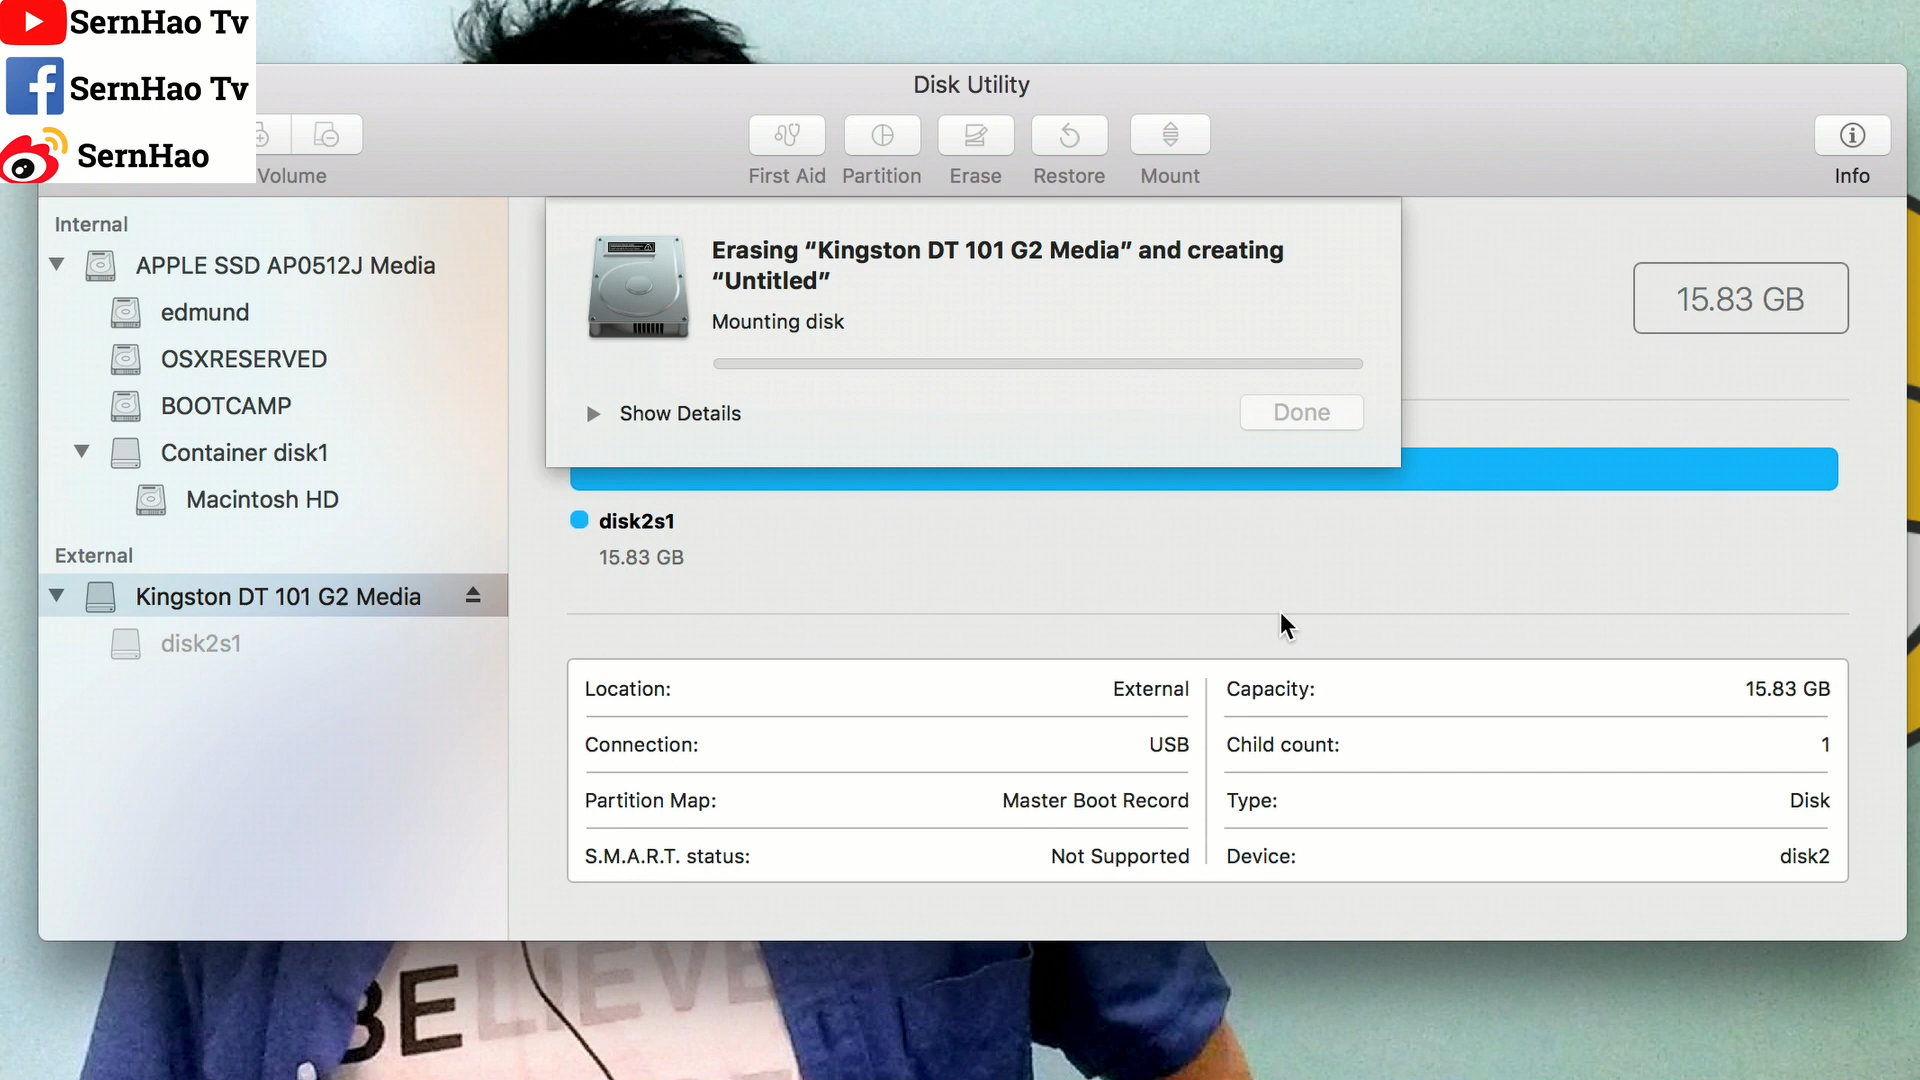 SernHao Tv
SernHao Tv
SernHao
Disk Utility
Volume
First Aid
Partition
Erase
Restore
Mount
Info
Internal
APPLE SSD AP0512J Media
edmund
OSXRESERVED
BOOTCAMP
Container disk1
Macintosh HD
External
Kingston DT 101 G2 Media
disk2s1
Erasing “Kingston DT 101 G2 Media” and creating
“Untitled”
Mounting disk
Show Details
Done
15.83 GB
disk2s1
15.83 GB
Location: External
Connection: USB
Partition Map: Master Boot Record
S.M.A.R.T. status: Not Supported
Capacity: 15.83 GB
Child count: 1
Type: Disk
Device: disk2
BELIEVE